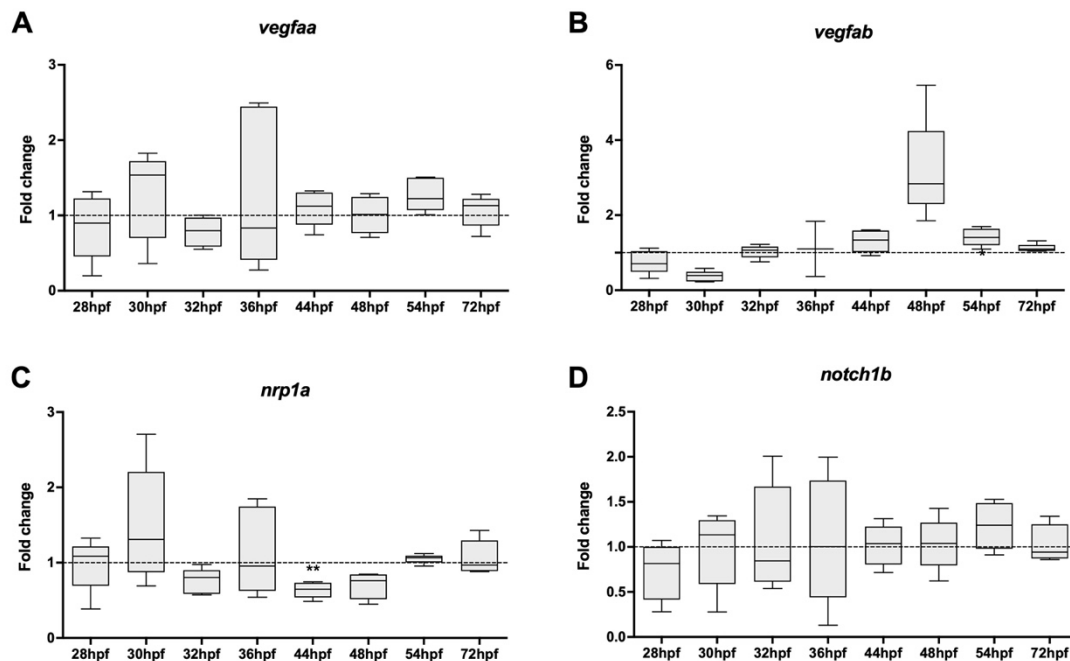 A
vegfaa
Fold change
3
2
1
0
28hpf 30hpf 32hpf 36hpf 44hpf 48hpf 54hpf 72hpf
B
vegfab
Fold change
6
4
2
0
*
28hpf 30hpf 32hpf 36hpf 44hpf 48hpf 54hpf 72hpf
C
nrp1a
Fold change
3
2
1
0
**
28hpf 30hpf 32hpf 36hpf 44hpf 48hpf 54hpf 72hpf
D
notch1b
Fold change
2.5
2.0
1.5
1.0
0.5
0.0
28hpf 30hpf 32hpf 36hpf 44hpf 48hpf 54hpf 72hpf